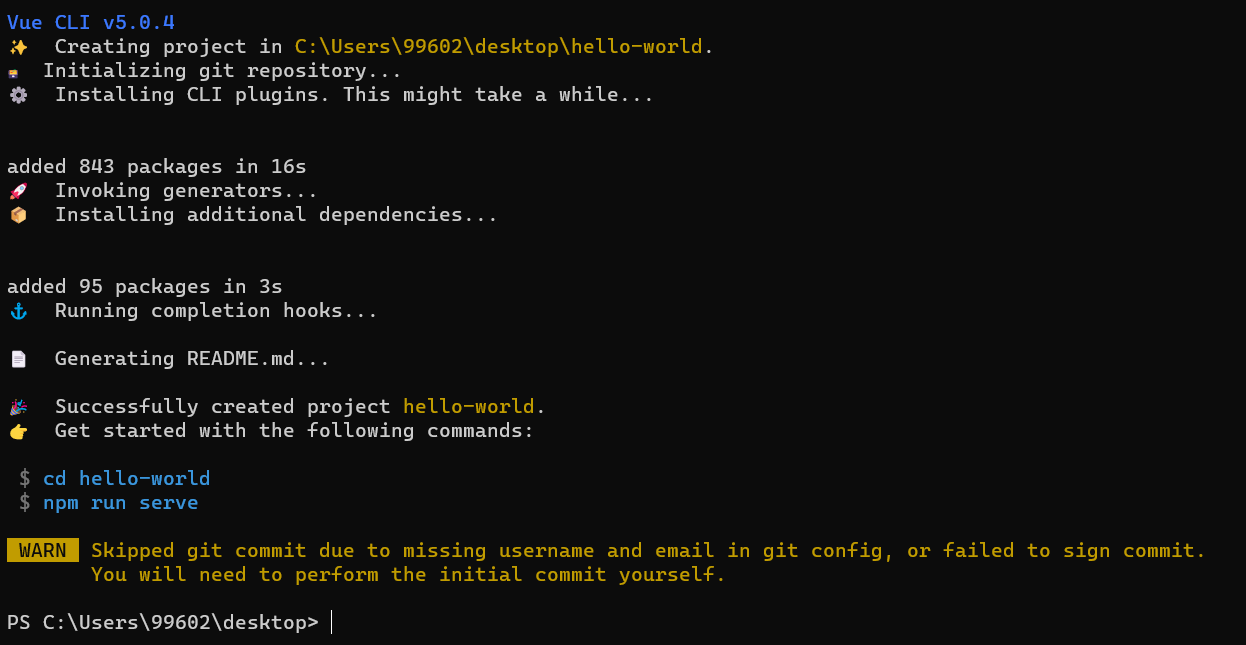 Vue CLI v5.0.4
✨  Creating project in C:\Users\99602\desktop\hello-world.
🗃  Initializing git repository...
⚙️  Installing CLI plugins. This might take a while...
added 843 packages in 16s
🚀  Invoking generators...
📦  Installing additional dependencies...
added 95 packages in 3s
⚓  Running completion hooks...
📄  Generating README.md...
🎉  Successfully created project hello-world.
👉  Get started with the following commands:
$ cd hello-world
$ npm run serve
WARN  Skipped git commit due to missing username and email in git config, or failed to sign commit.
You will need to perform the initial commit yourself.
PS C:\Users\99602\desktop>